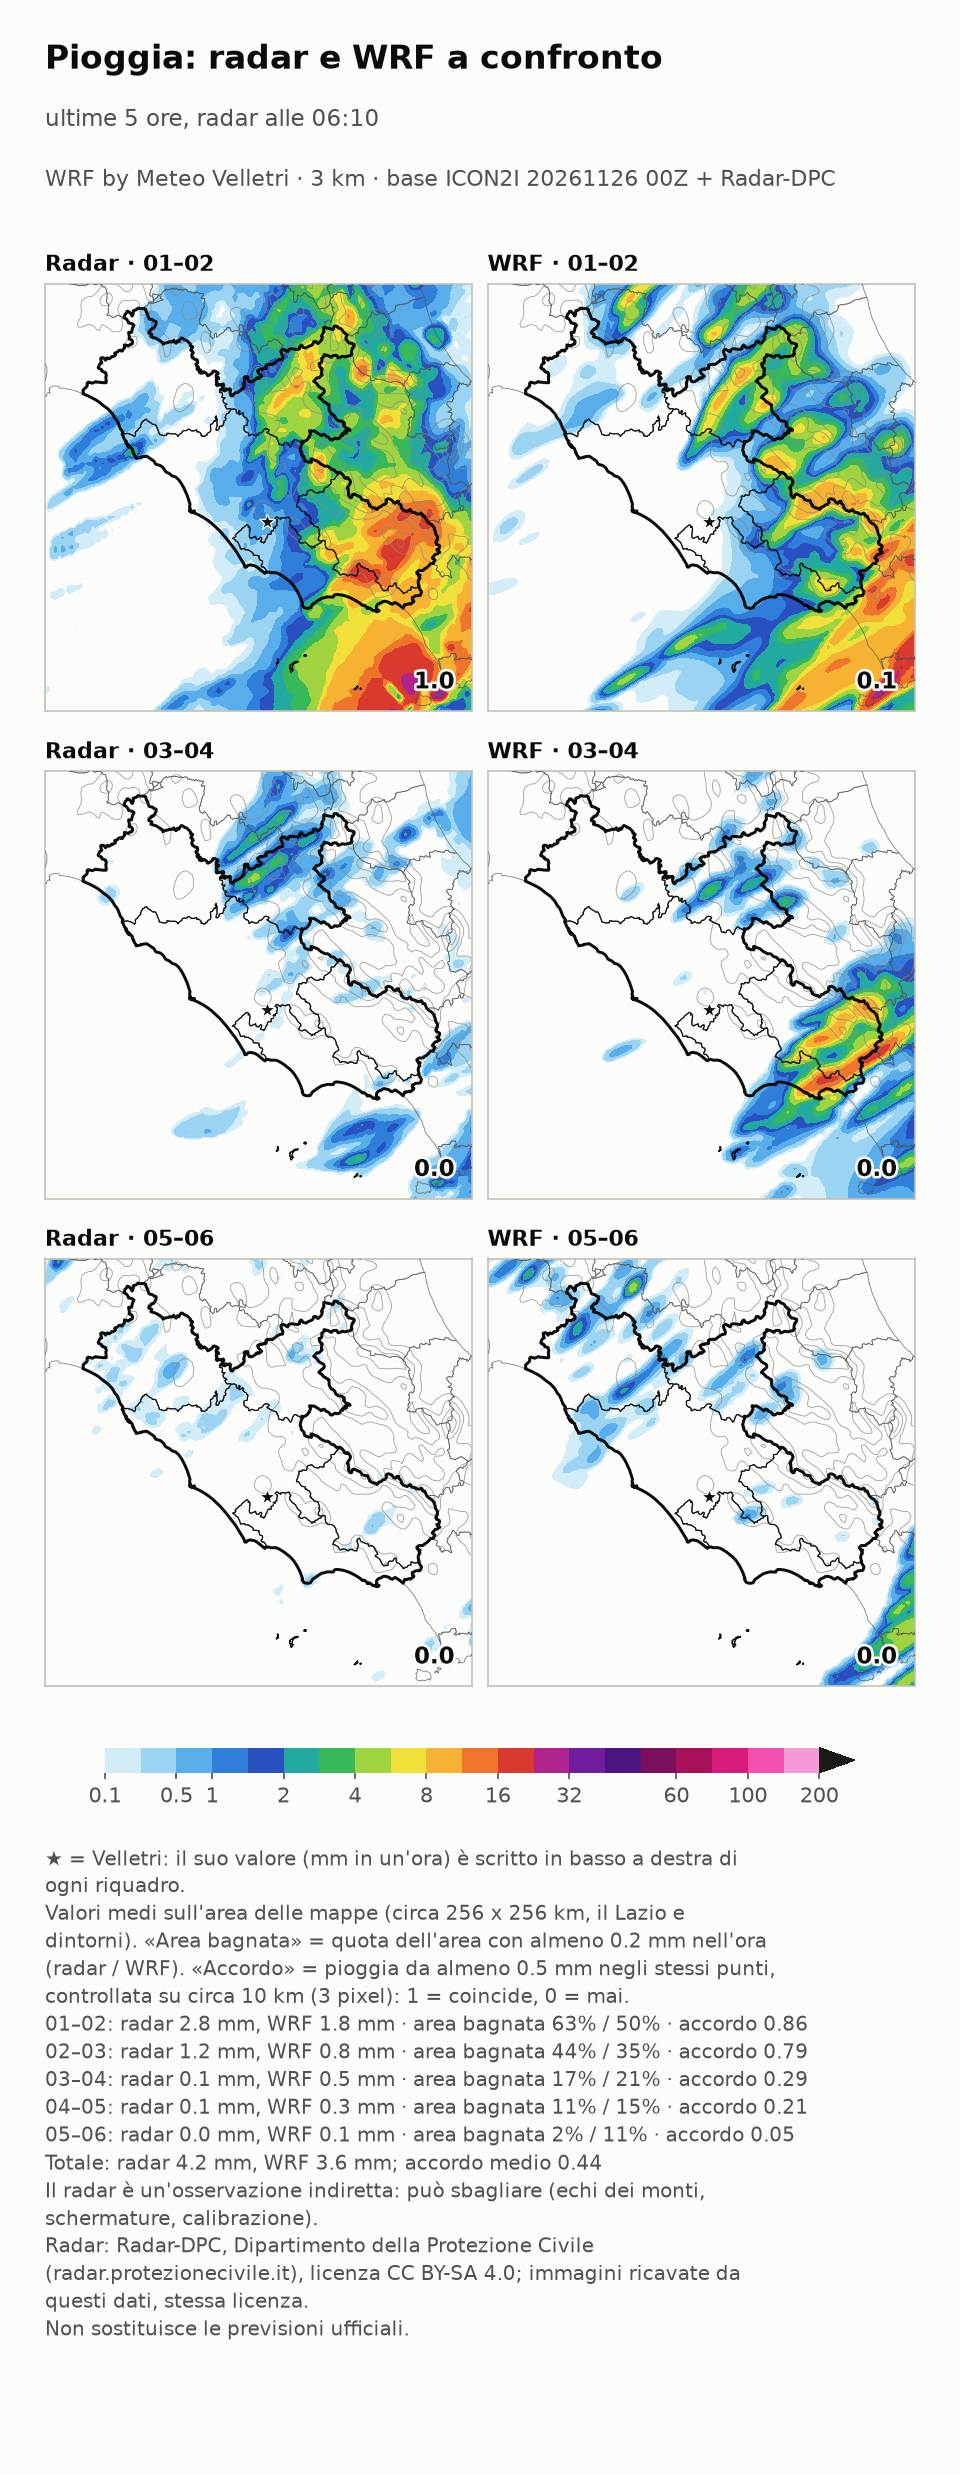 Pioggia: radar e WRF a confronto
ultime 5 ore, radar alle 06:10
WRF by Meteo Velletri · 3 km · base ICON2I 20261126 00Z + Radar-DPC
Radar · 01–02
WRF · 01–02
1.0
0.1
Radar · 03–04
WRF · 03–04
0.0
0.0
Radar · 05–06
WRF · 05–06
0.0
0.0
0.1 0.5 1 2 4 8 16 32 60 100 200
★ = Velletri: il suo valore (mm in un'ora) è scritto in basso a destra di
ogni riquadro.
Valori medi sull'area delle mappe (circa 256 x 256 km, il Lazio e
dintorni). «Area bagnata» = quota dell'area con almeno 0.2 mm nell'ora
(radar / WRF). «Accordo» = pioggia da almeno 0.5 mm negli stessi punti,
controllata su circa 10 km (3 pixel): 1 = coincide, 0 = mai.
01–02: radar 2.8 mm, WRF 1.8 mm · area bagnata 63% / 50% · accordo 0.86
02–03: radar 1.2 mm, WRF 0.8 mm · area bagnata 44% / 35% · accordo 0.79
03–04: radar 0.1 mm, WRF 0.5 mm · area bagnata 17% / 21% · accordo 0.29
04–05: radar 0.1 mm, WRF 0.3 mm · area bagnata 11% / 15% · accordo 0.21
05–06: radar 0.0 mm, WRF 0.1 mm · area bagnata 2% / 11% · accordo 0.05
Totale: radar 4.2 mm, WRF 3.6 mm; accordo medio 0.44
Il radar è un'osservazione indiretta: può sbagliare (echi dei monti,
schermature, calibrazione).
Radar: Radar-DPC, Dipartimento della Protezione Civile
(radar.protezionecivile.it), licenza CC BY-SA 4.0; immagini ricavate da
questi dati, stessa licenza.
Non sostituisce le previsioni ufficiali.